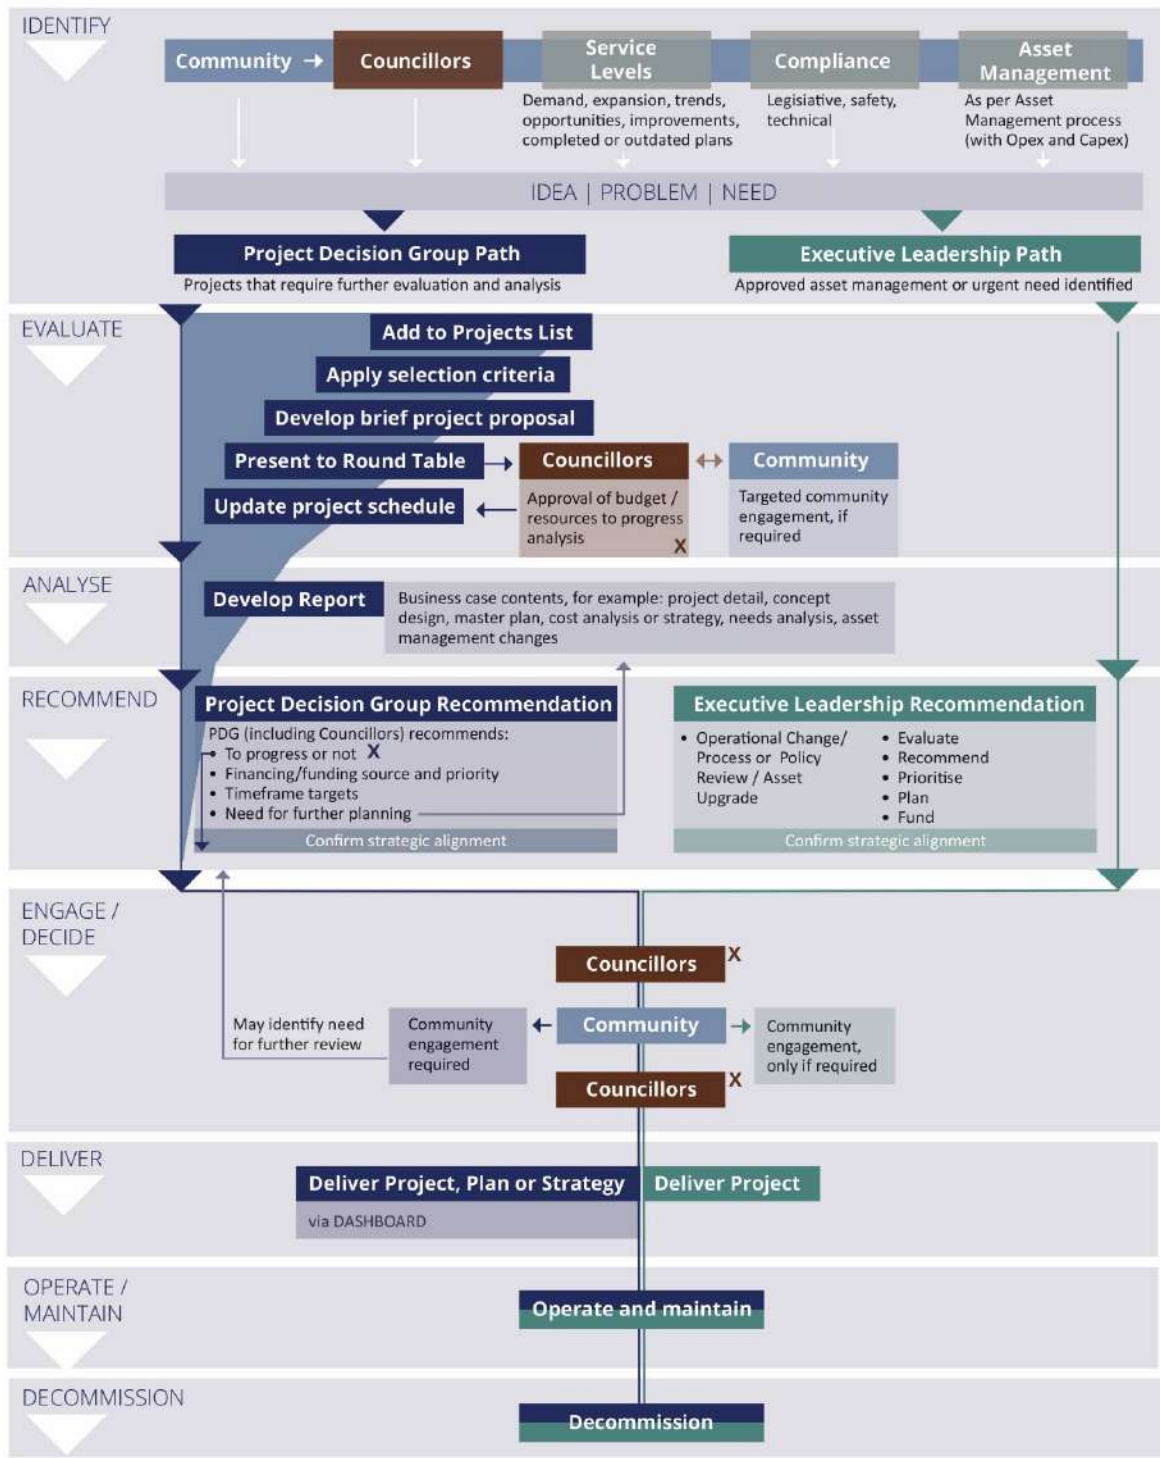 IDENTIFY
Community →
Councillors
Service
Levels
Compliance
Asset
Management
Demand, expansion, trends,
opportunities, improvements,
completed or outdated plans
Legislative, safety,
technical
As per Asset
Management process
(with Opex and Capex)
IDEA | PROBLEM | NEED
Project Decision Group Path
Projects that require further evaluation and analysis
Executive Leadership Path
Approved asset management or urgent need identified
EVALUATE
Add to Projects List
Apply selection criteria
Develop brief project proposal
Present to Round Table
Update project schedule
Councillors
Approval of budget /
resources to progress
analysis
X
Community
Targeted community
engagement, if
required
ANALYSE
Develop Report
Business case contents, for example: project detail, concept
design, master plan, cost analysis or strategy, needs analysis, asset
management changes
RECOMMEND
Project Decision Group Recommendation
PDG (including Councillors) recommends:
• To progress or not X
• Financing/funding source and priority
• Timeframe targets
• Need for further planning
Confirm strategic alignment
Executive Leadership Recommendation
• Operational Change/
Process or Policy
Review / Asset
Upgrade
• Evaluate
• Recommend
• Prioritise
• Plan
• Fund
Confirm strategic alignment
ENGAGE /
DECIDE
Councillors X
May identify need
for further review
Community
engagement
required
Community
Community
engagement,
only if required
Councillors X
DELIVER
Deliver Project, Plan or Strategy
via DASHBOARD
Deliver Project
OPERATE /
MAINTAIN
Operate and maintain
DECOMMISSION
Decommission